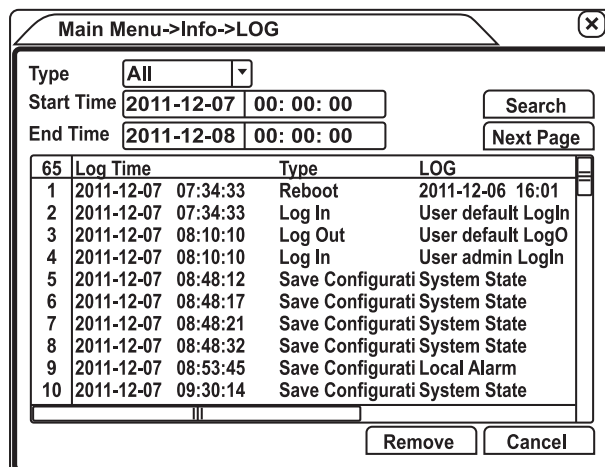 Main Menu->Info->LOG
Type All
Start Time 2011-12-07 00: 00: 00 Search
End Time 2011-12-08 00: 00: 00 Next Page
65 Log Time Type LOG
1 2011-12-07 07:34:33 Reboot 2011-12-06 16:01
2 2011-12-07 07:34:33 Log In User default LogIn
3 2011-12-07 08:10:10 Log Out User default LogO
4 2011-12-07 08:10:10 Log In User admin LogIn
5 2011-12-07 08:48:12 Save Configurati System State
6 2011-12-07 08:48:17 Save Configurati System State
7 2011-12-07 08:48:21 Save Configurati System State
8 2011-12-07 08:48:32 Save Configurati System State
9 2011-12-07 08:53:45 Save Configurati Local Alarm
10 2011-12-07 09:30:14 Save Configurati System State
Remove Cancel